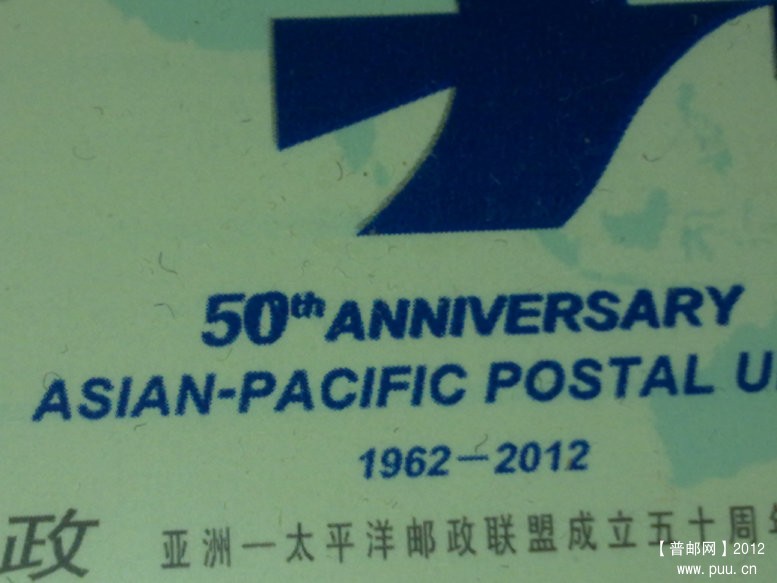 50th ANNIVERSARY
ASIAN-PACIFIC POSTAL U
1962—2012
政
亚洲—太平洋邮政联盟成立五十周年
【普邮网】2012
www.puu.cn